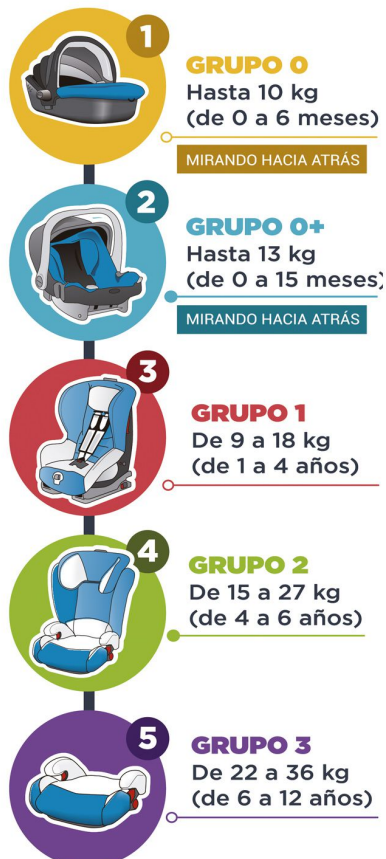 1
GRUPO 0
Hasta 10 kg
(de 0 a 6 meses)
MIRANDO HACIA ATRÁS
2
GRUPO 0+
Hasta 13 kg
(de 0 a 15 meses)
MIRANDO HACIA ATRÁS
3
GRUPO 1
De 9 a 18 kg
(de 1 a 4 años)
4
GRUPO 2
De 15 a 27 kg
(de 4 a 6 años)
5
GRUPO 3
De 22 a 36 kg
(de 6 a 12 años)